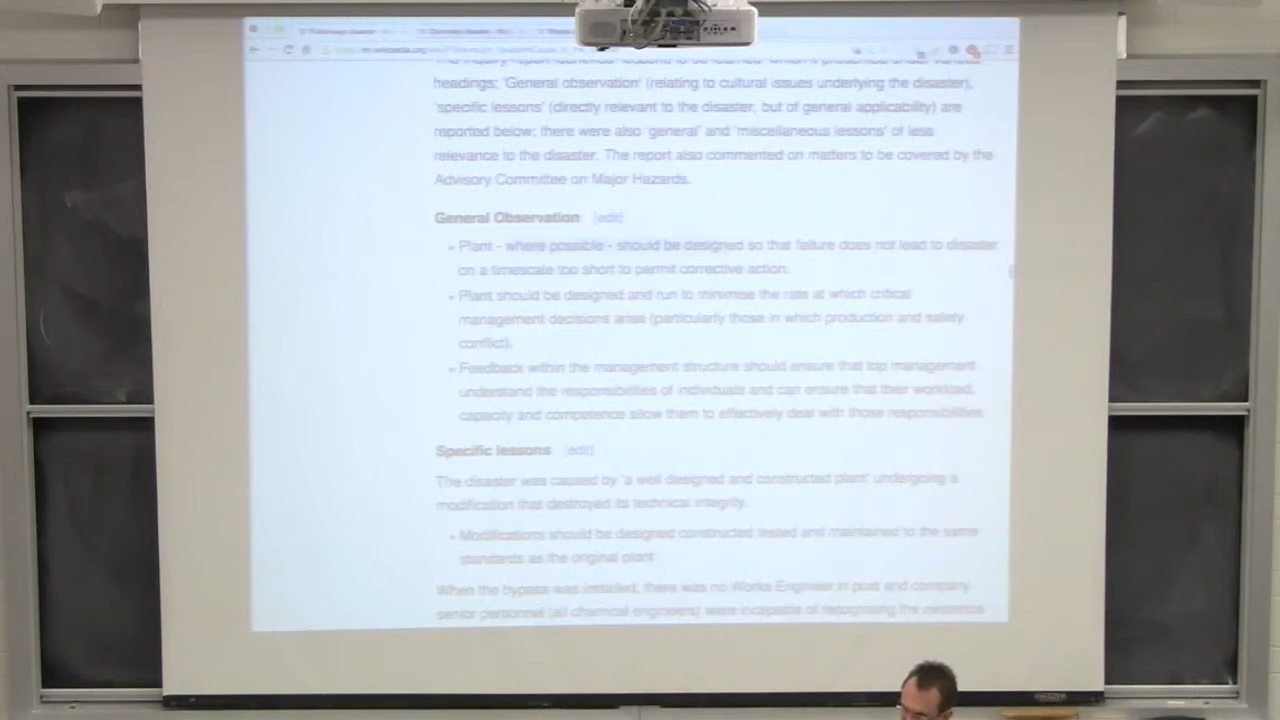 headings; 'General observation' (relating to cultural issues underlying the disaster),
'specific lessons' (directly relevant to the disaster, but of general applicability) are
reported below; there were also 'general' and 'miscellaneous lessons' of less
relevance to the disaster. The report also commented on matters to be covered by the
Advisory Committee on Major Hazards.
General Observation [edit]
• Plant - where possible - should be designed so that failure does not lead to disaster
on a timescale too short to permit corrective action.
• Plant should be designed and run to minimise the rate at which critical
management decisions arise (particularly those in which production and safety
conflict).
• Feedback within the management structure should ensure that top management
understand the responsibilities of individuals and can ensure that their workload,
capacity and competence allow them to effectively deal with those responsibilities
Specific lessons [edit]
The disaster was caused by 'a well designed and constructed plant' undergoing a
modification that destroyed its technical integrity.
• Modifications should be designed constructed tested and maintained to the same
standards as the original plant
When the bypass was installed, there was no Works Engineer in post and company
senior personnel (all chemical engineers) were incapable of recognising the existence